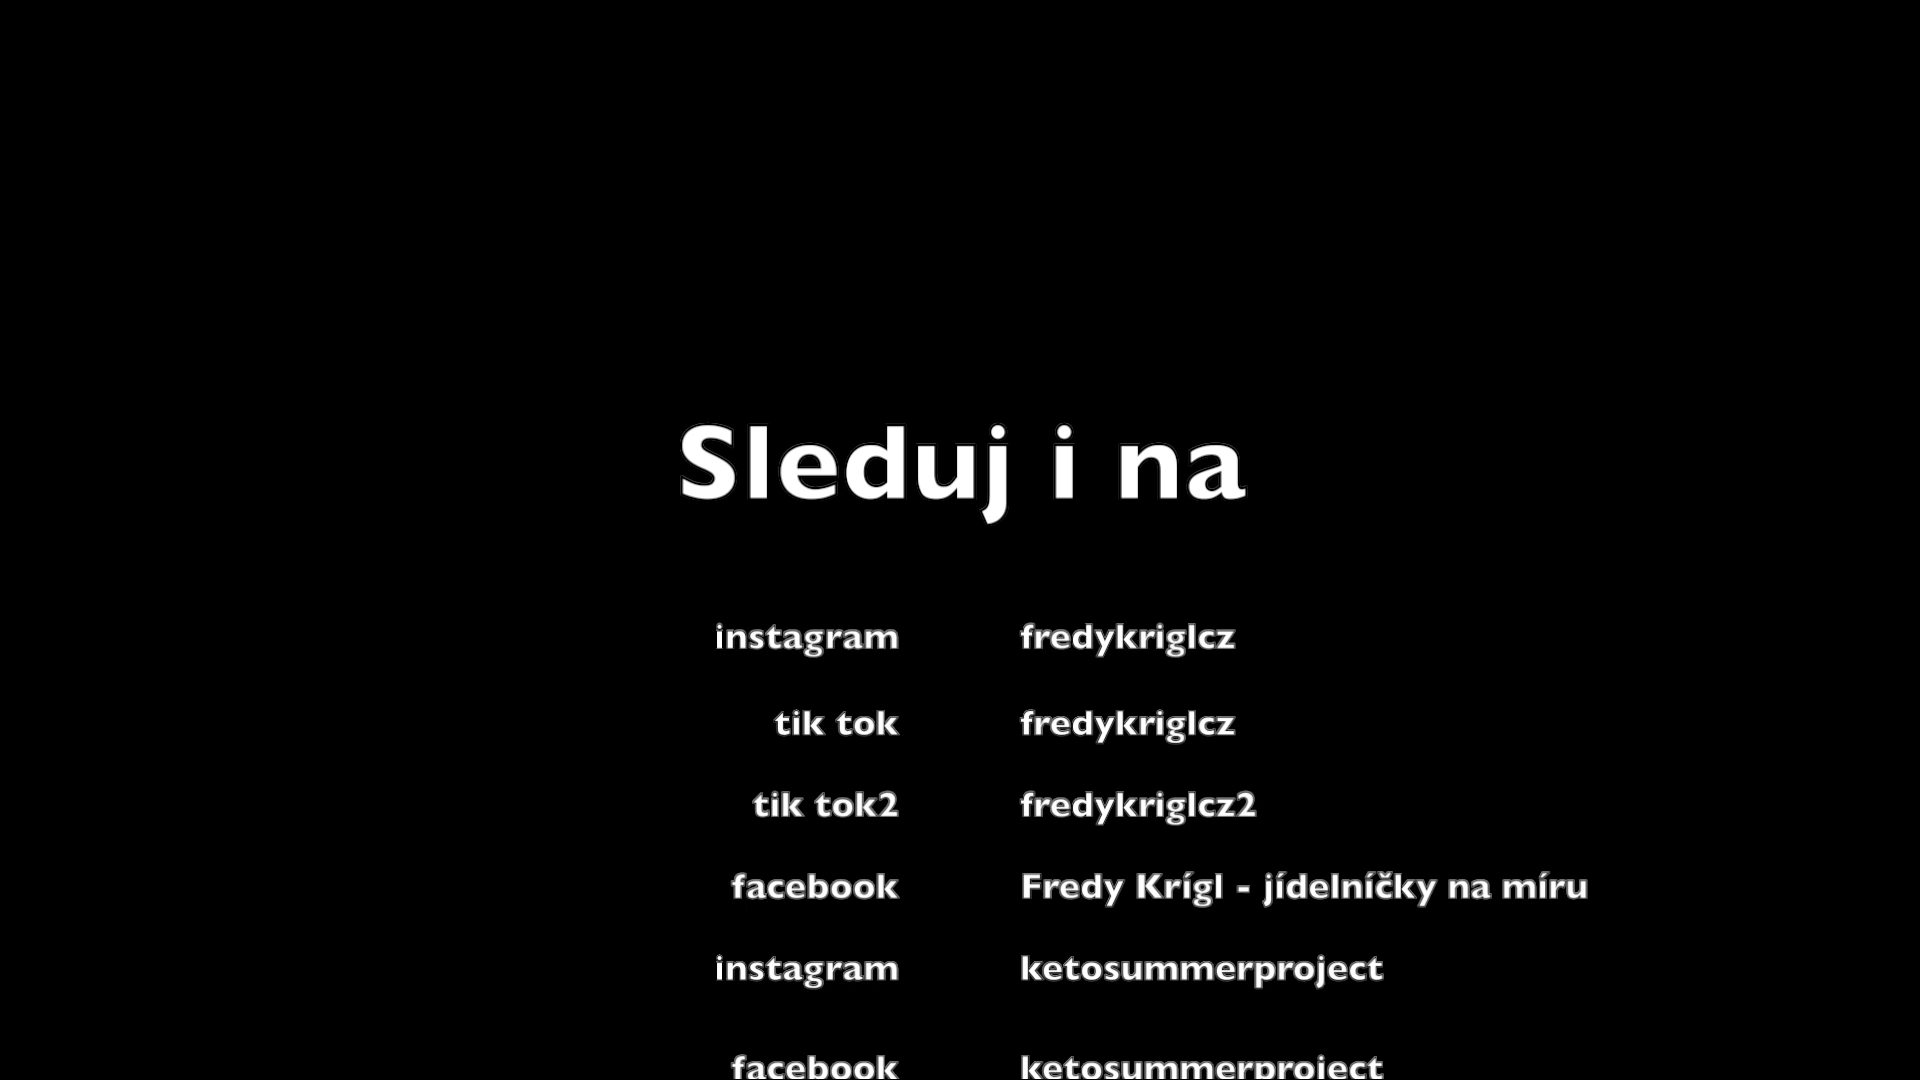 Sleduj i na
instagram fredykriglcz
tik tok fredykriglcz
tik tok2 fredykriglcz2
facebook Fredy Krígl - jídelníčky na míru
instagram ketosummerproject
facebook ketosummerproject